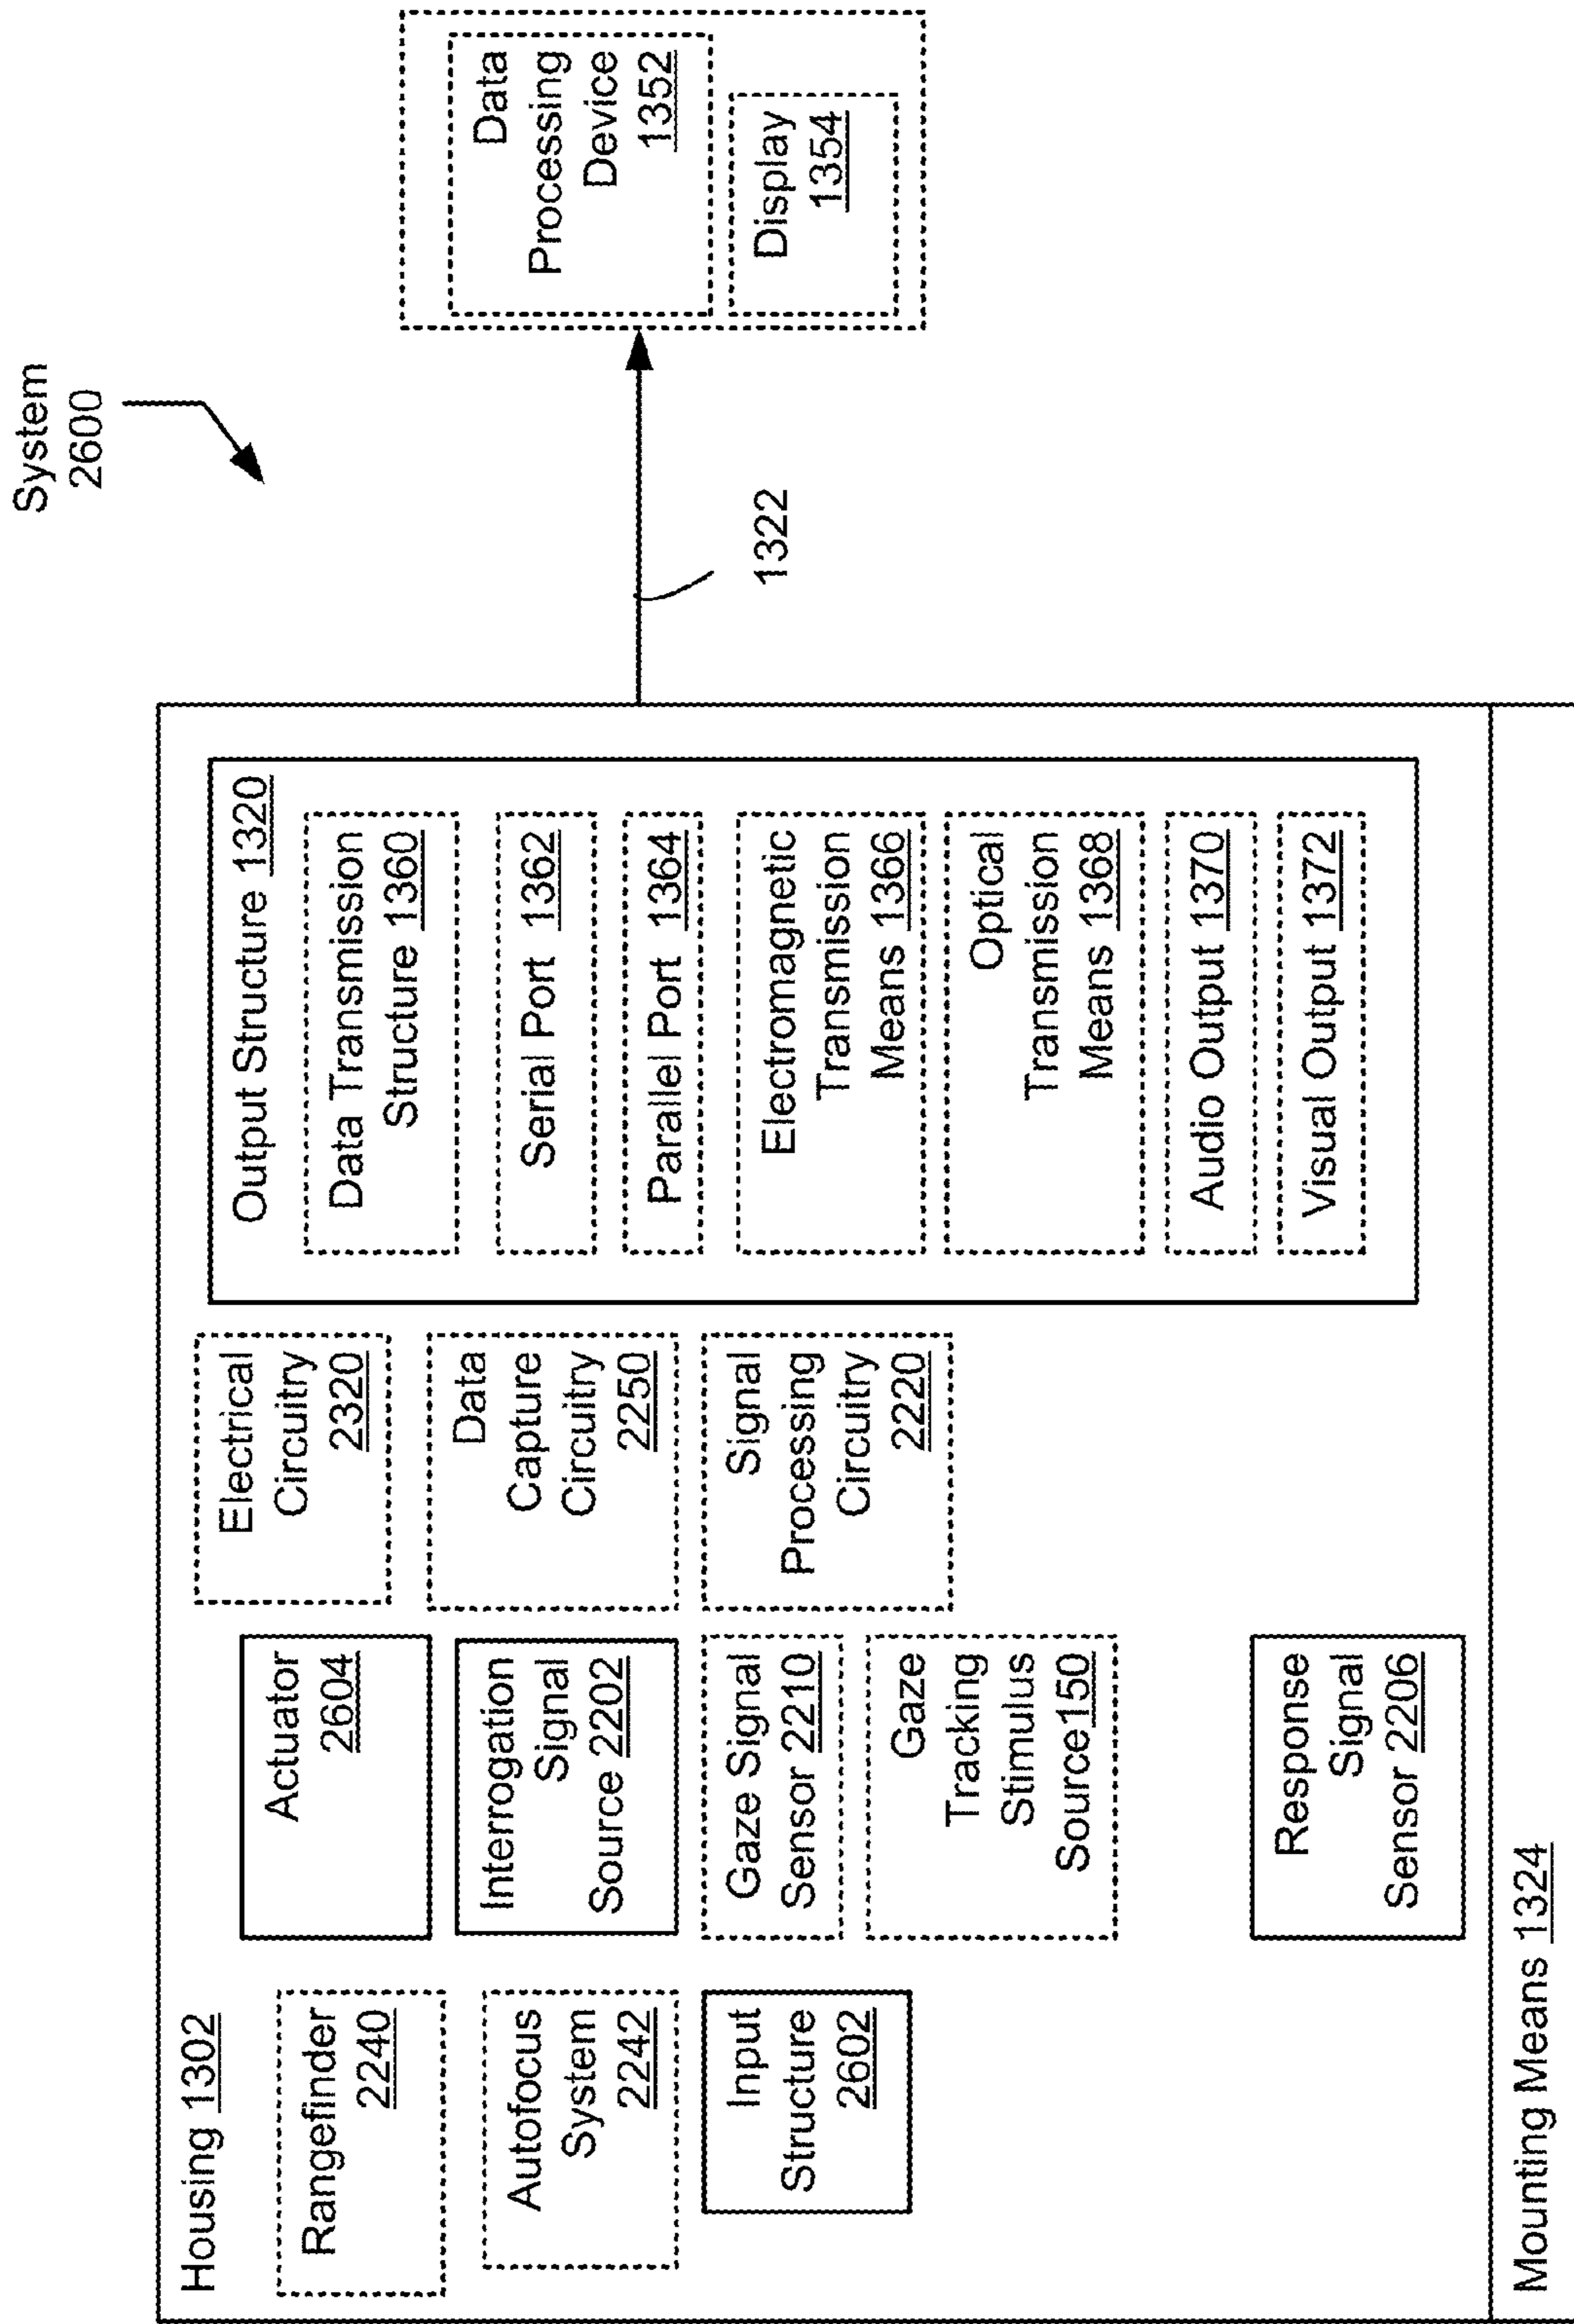 System
2600
Housing 1302
Rangefinder
2240
Autofocus
System
2242
Input
Structure
2602
Actuator
2604
Interrogation
Signal
Source 2202
Gaze Signal
Sensor 2210
Gaze
Tracking
Stimulus
Source150
Response
Signal
Sensor 2206
Electrical
Circuitry
2320
Data
Capture
Circuitry
2250
Signal
Processing
Circuitry
2220
Output Structure 1320
Data Transmission
Structure 1360
Serial Port 1362
Parallel Port 1364
Electromagnetic
Transmission
Means 1366
Optical
Transmission
Means 1368
Audio Output 1370
Visual Output 1372
1322
Data
Processing
Device
1352
Display
1354
Mounting Means 1324